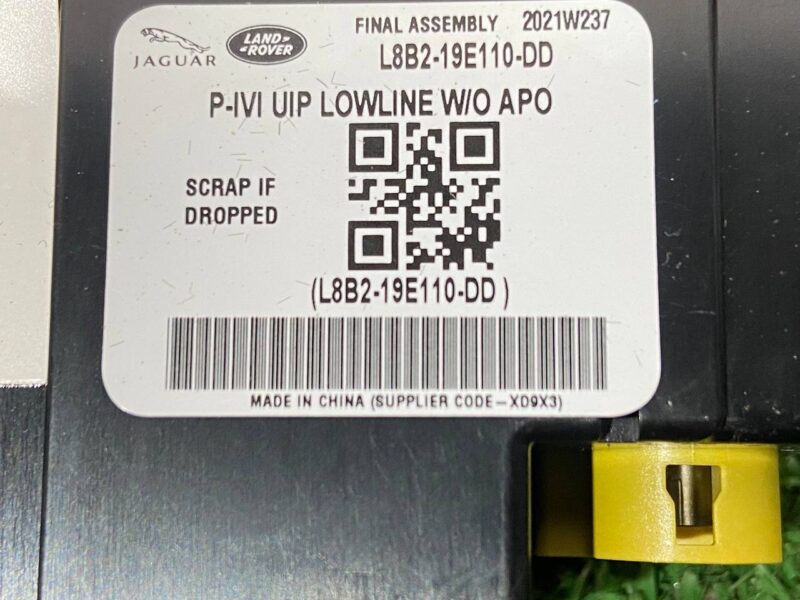 JAGUAR
LAND-
ROVER
FINAL ASSEMBLY 2021W237
L8B2-19E110-DD
P-IVI UIP LOWLINE W/O APO
SCRAP IF
DROPPED
(L8B2-19E110-DD )
MADE IN CHINA (SUPPLIER CODE-XD9X3)